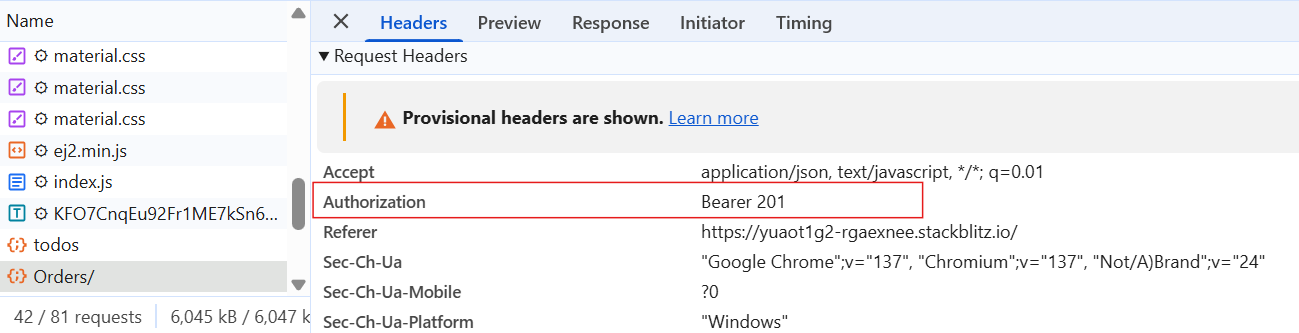 Name
material.css
material.css
material.css
ej2.min.js
index.js
KFO7CnqEu92Fr1ME7kSn6...
todos
Orders/
42 / 81 requests
6,045 kB / 6,047 k
Headers
Preview
Response
Initiator
Timing
Request Headers
Provisional headers are shown. Learn more
Accept application/json, text/javascript, */*; q=0.01
Authorization Bearer 201
Referer https://yuaot1g2-rgaexnee.stackblitz.io/
Sec-Ch-Ua "Google Chrome";v="137", "Chromium";v="137", "Not/A)Brand";v="24"
Sec-Ch-Ua-Mobile ?0
Sec-Ch-Ua-Platform "Windows"